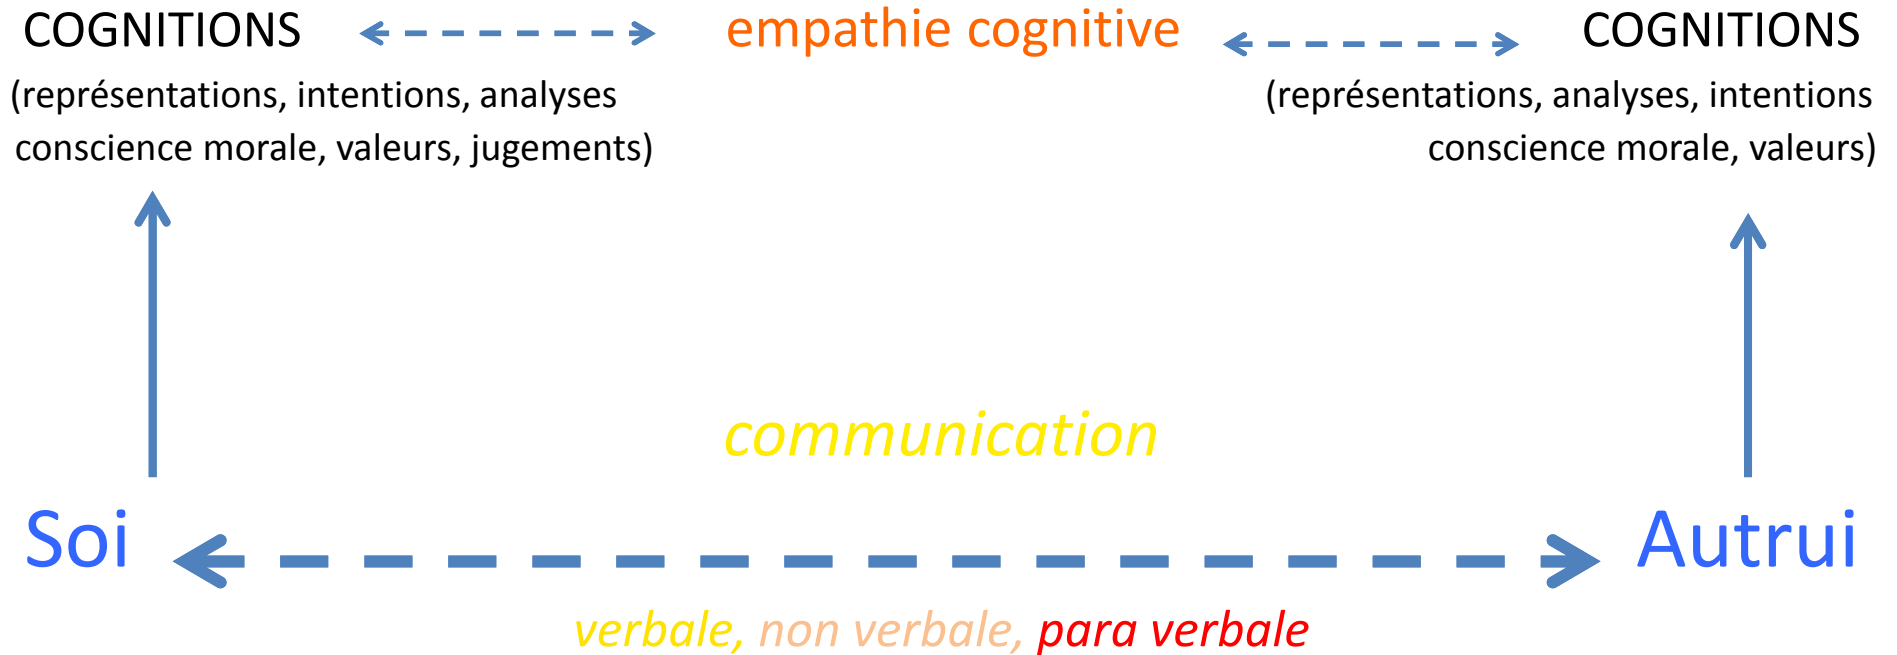 COGNITIONS empathie cognitive COGNITIONS
(représentations, intentions, analyses
conscience morale, valeurs, jugements)
(représentations, analyses, intentions
conscience morale, valeurs)
communication
Soi Autrui
verbale, non verbale, para verbale